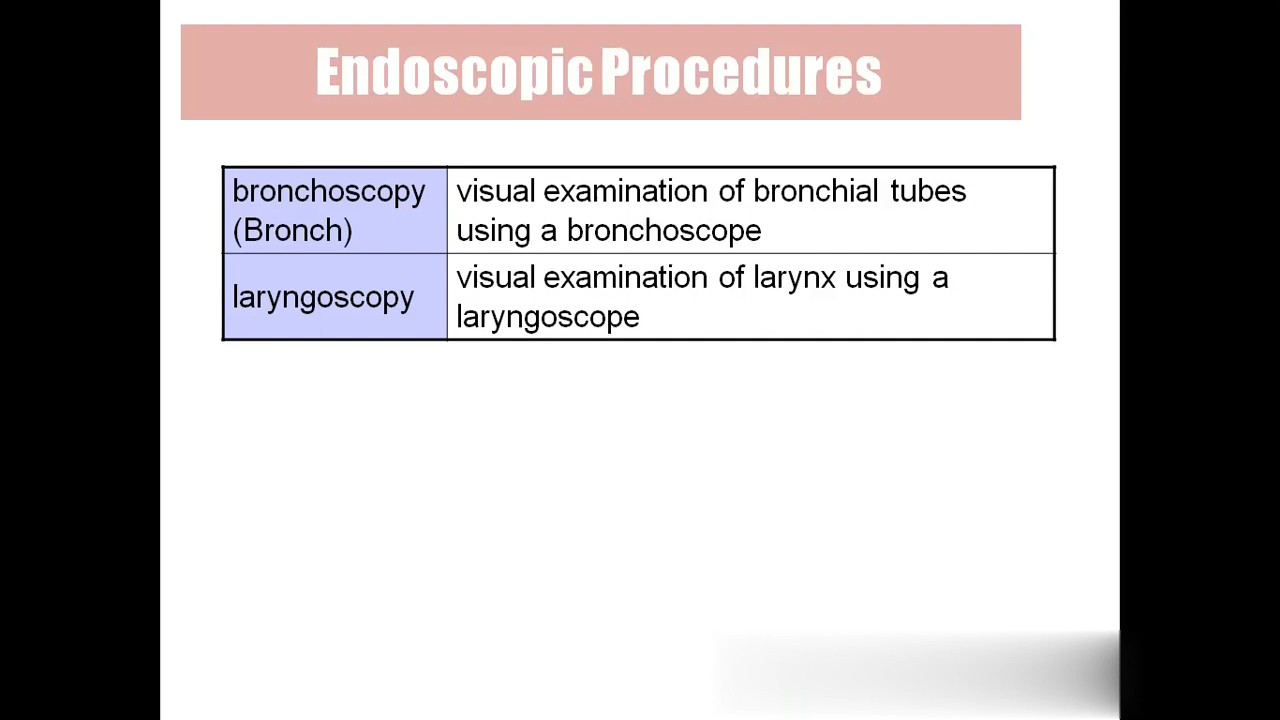 Endoscopic Procedures
bronchoscopy
(Bronch)
visual examination of bronchial tubes
using a bronchoscope
laryngoscopy
visual examination of larynx using a
laryngoscope